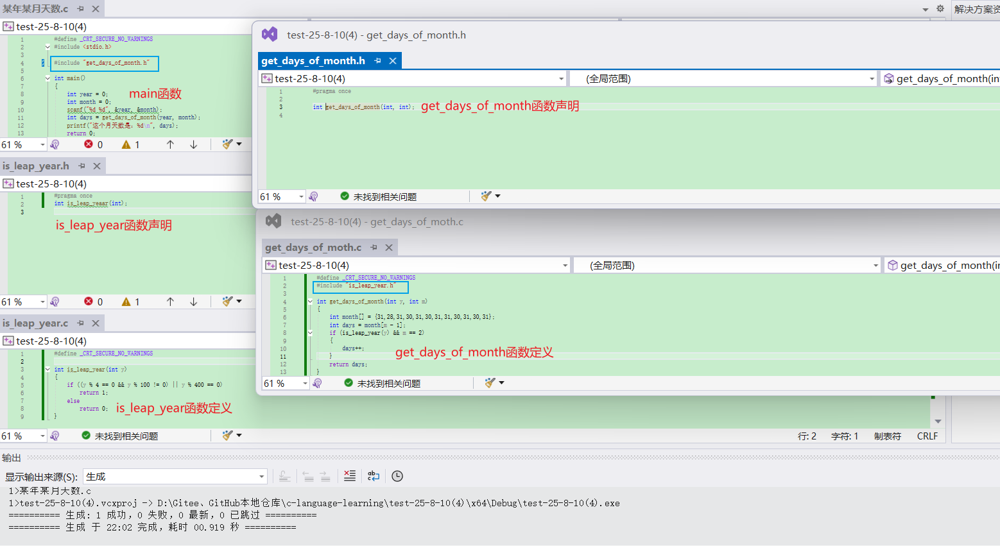 某年某月天数.c
解决方案资
test-25-8-10(4)
1 #define _CRT_SECURE_NO_WARNINGS
2 #include <stdio.h>
3
4 #include "get_days_of_month.h"
5
6 int main()
7 {
8 int year = 0;
9 int month = 0;
10 scanf("%d %d", &year, &month);
11 int days = get_days_of_month(year, month);
12 printf("这个月天数是: %d\n", days);
13 return 0;
main函数
61 %
0
1
test-25-8-10(4) - get_days_of_month.h
get_days_of_month.h
test-25-8-10(4)
(全局范围)
get_days_of_month(in
1 #pragma once
2
3 int get_days_of_month(int, int);
4
get_days_of_month函数声明
61 %
未找到相关问题
is_leap_year.h
test-25-8-10(4)
1 #pragma once
2 int is_leap_yeaar(int);
3
is_leap_year函数声明
61 %
0
1
test-25-8-10(4) - get_days_of_moth.c
get_days_of_moth.c
test-25-8-10(4)
(全局范围)
get_days_of_month(in
1 #define _CRT_SECURE_NO_WARNINGS
2 #include "is_leap_year.h"
3
4 int get_days_of_month(int y, int m)
5 {
6 int month[] = {31,28,31,30,31,30,31,31,30,31,30,31};
7 int days = month[m - 1];
8 if (is_leap_year(y) && m == 2)
9 {
10 days++;
11 }
12 return days;
13 }
get_days_of_month函数定义
61 %
未找到相关问题
is_leap_year.c
test-25-8-10(4)
1 #define _CRT_SECURE_NO_WARNINGS
2
3 int is_leap_year(int y)
4 {
5 if ((y % 4 == 0 && y % 100 != 0) || y % 400 == 0)
6 return 1;
7 else
8 return 0;
9 }
is_leap_year函数定义
61 %
未找到相关问题
行: 2
字符: 1
制表符
CRLF
输出
显示输出来源(S):
生成
1>某年某月天数.c
1>test-25-8-10(4).vcxproj -> D:\Gitee、GitHub本地仓库\c-language-learning\test-25-8-10(4)\x64\Debug\test-25-8-10(4).exe
========== 生成: 1 成功，0 失败，0 最新，0 已跳过 ==========
========== 生成 于 22:02 完成，耗时 00.919 秒 ==========